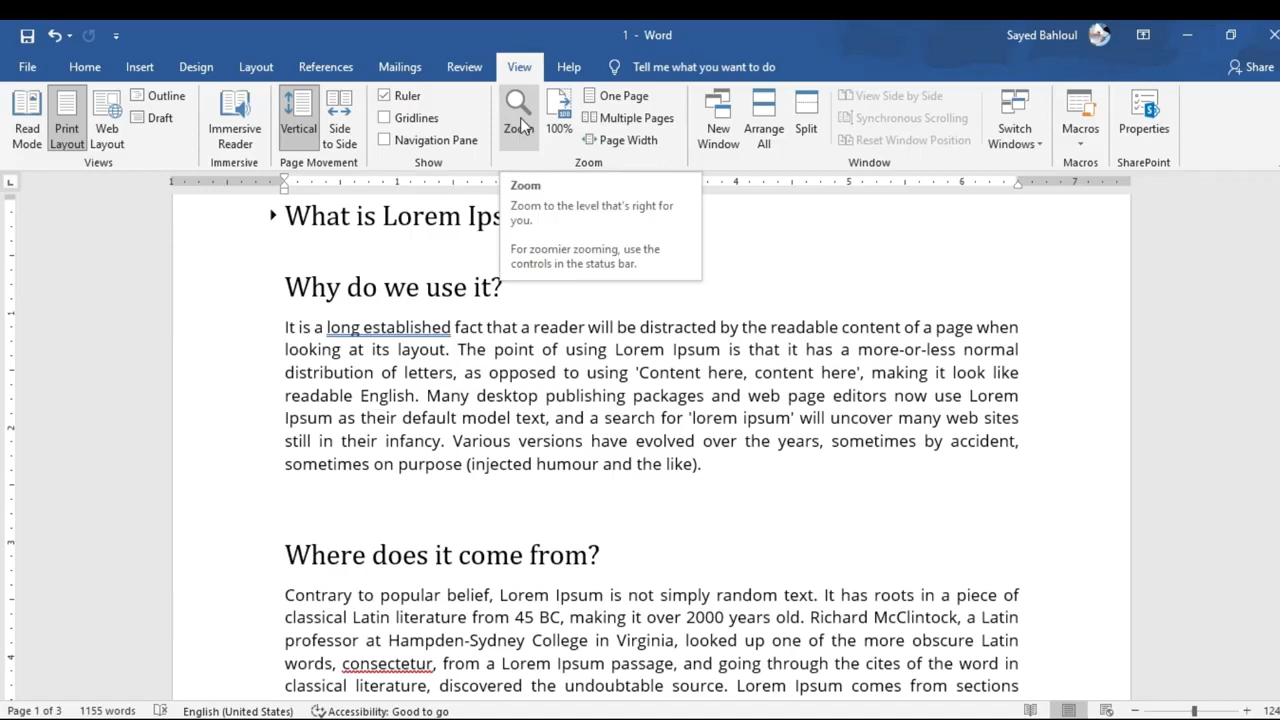 1 - Word
Sayed Bahloul
File Home Insert Design Layout References Mailings Review View Help Tell me what you want to do Share
Read Mode
Print Layout
Web Layout
Outline
Draft
Views
Immersive Reader
Immersive
Vertical
Side to Side
Page Movement
Ruler
Gridlines
Navigation Pane
Show
Zoom
100%
One Page
Multiple Pages
Page Width
Zoom
New Window
Arrange All
Split
View Side by Side
Synchronous Scrolling
Reset Window Position
Window
Switch Windows
Macros
Macros
Properties
SharePoint
1 1 4 5 6 7
Zoom
Zoom to the level that's right for
you.
For zoomier zooming, use the
controls in the status bar.
What is Lorem Ips
Why do we use it?
It is a long established fact that a reader will be distracted by the readable content of a page when
looking at its layout. The point of using Lorem Ipsum is that it has a more-or-less normal
distribution of letters, as opposed to using 'Content here, content here', making it look like
readable English. Many desktop publishing packages and web page editors now use Lorem
Ipsum as their default model text, and a search for 'lorem ipsum' will uncover many web sites
still in their infancy. Various versions have evolved over the years, sometimes by accident,
sometimes on purpose (injected humour and the like).
Where does it come from?
Contrary to popular belief, Lorem Ipsum is not simply random text. It has roots in a piece of
classical Latin literature from 45 BC, making it over 2000 years old. Richard McClintock, a Latin
professor at Hampden-Sydney College in Virginia, looked up one of the more obscure Latin
words, consectetur, from a Lorem Ipsum passage, and going through the cites of the word in
classical literature, discovered the undoubtable source. Lorem Ipsum comes from sections
1
2
3
4
Page 1 of 3 1155 words English (United States) Accessibility: Good to go 124